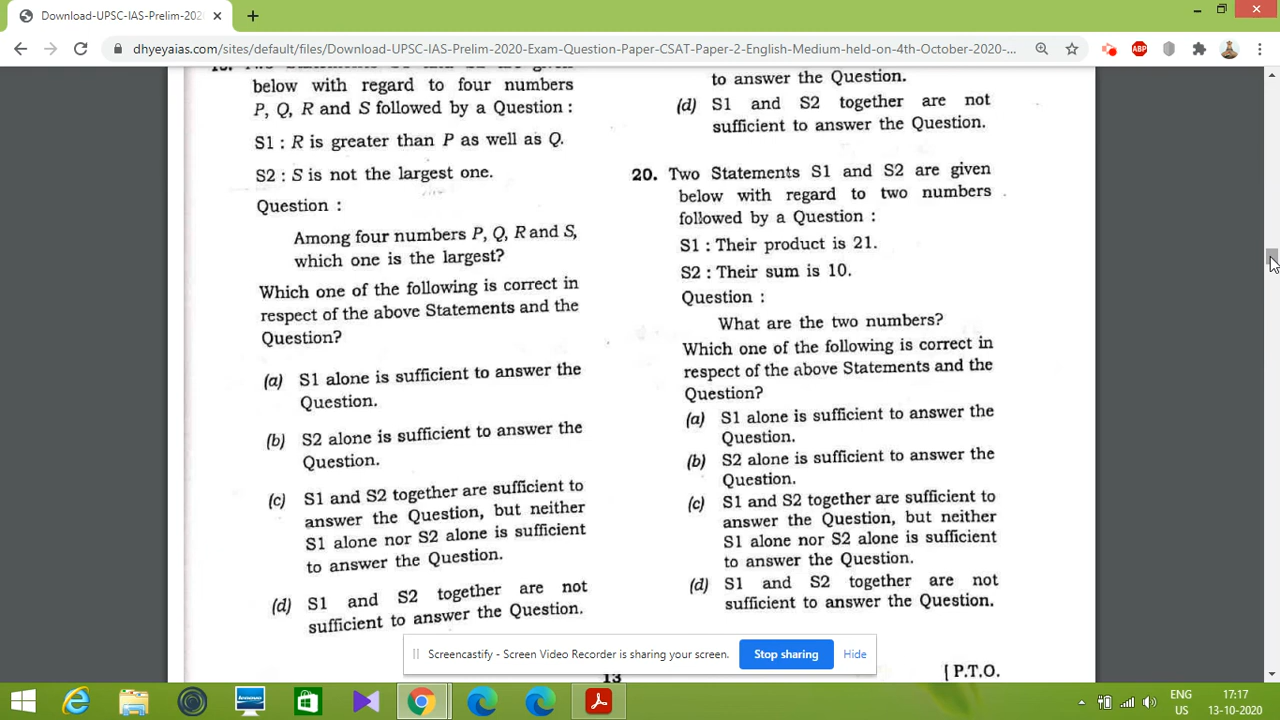 Download-UPSC-IAS-Prelim-202
dhyeyaias.com/sites/default/files/Download-UPSC-IAS-Prelim-2020-Exam-Question-Paper-CSAT-Paper-2-English-Medium-held-on-4th-October-2020-...
ABP
below with regard to four numbers
P, Q, R and S followed by a Question :
S1 : R is greater than P as well as Q.
S2 : S is not the largest one.
Question :
Among four numbers P, Q, R and S,
which one is the largest?
Which one of the following is correct in
respect of the above Statements and the
Question?
(a) S1 alone is sufficient to answer the
Question.
(b) S2 alone is sufficient to answer the
Question.
(c) S1 and S2 together are sufficient to
answer the Question, but neither
S1 alone nor S2 alone is sufficient
to answer the Question.
(d) S1 and S2 together are not
sufficient to answer the Question.
to answer the Question.
(d) S1 and S2 together are not
sufficient to answer the Question.
20. Two Statements S1 and S2 are given
below with regard to two numbers
followed by a Question :
S1 : Their product is 21.
S2 : Their sum is 10.
Question :
What are the two numbers?
Which one of the following is correct in
respect of the above Statements and the
Question?
(a) S1 alone is sufficient to answer the
Question.
(b) S2 alone is sufficient to answer the
Question.
(c) S1 and S2 together are sufficient to
answer the Question, but neither
S1 alone nor S2 alone is sufficient
to answer the Question.
(d) S1 and S2 together are not
sufficient to answer the Question.
[ P.T.O.
13
Screencastify - Screen Video Recorder is sharing your screen.
Stop sharing
Hide
lenovo
ENG
US
17:17
13-10-2020